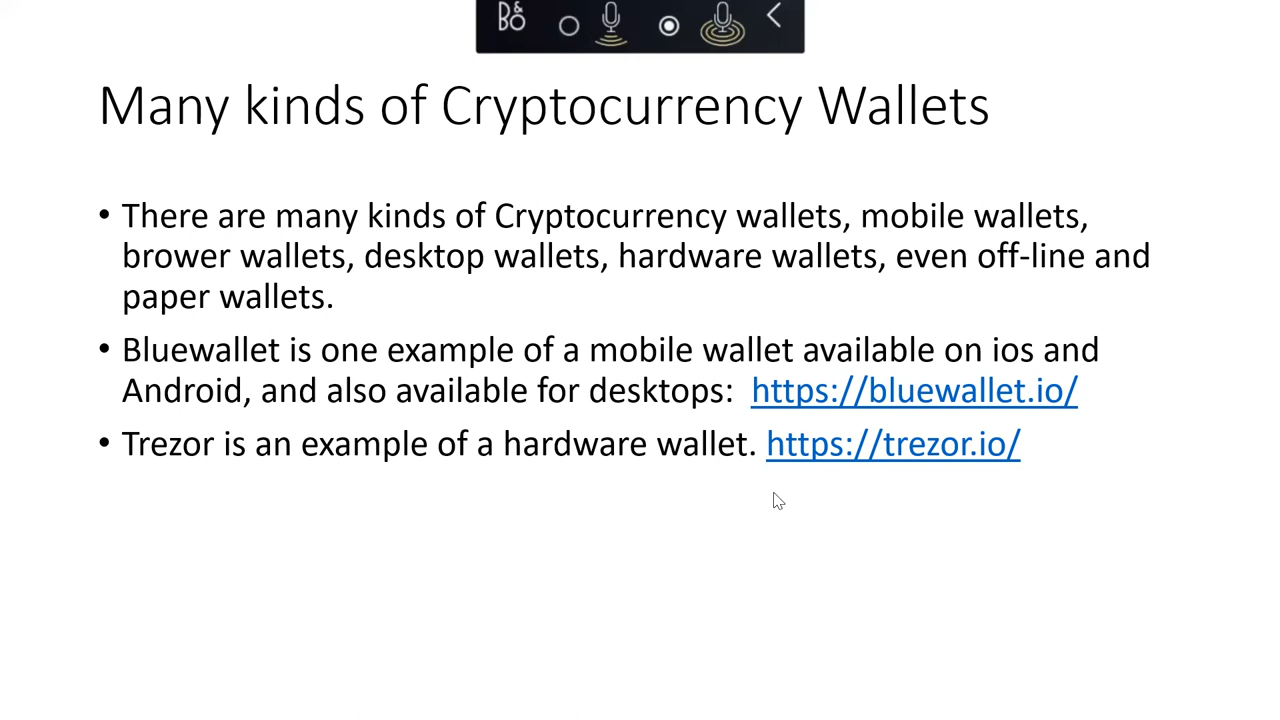 B&O
Many kinds of Cryptocurrency Wallets
• There are many kinds of Cryptocurrency wallets, mobile wallets,
brower wallets, desktop wallets, hardware wallets, even off-line and
paper wallets.
• Bluewallet is one example of a mobile wallet available on ios and
Android, and also available for desktops: https://bluewallet.io/
• Trezor is an example of a hardware wallet. https://trezor.io/